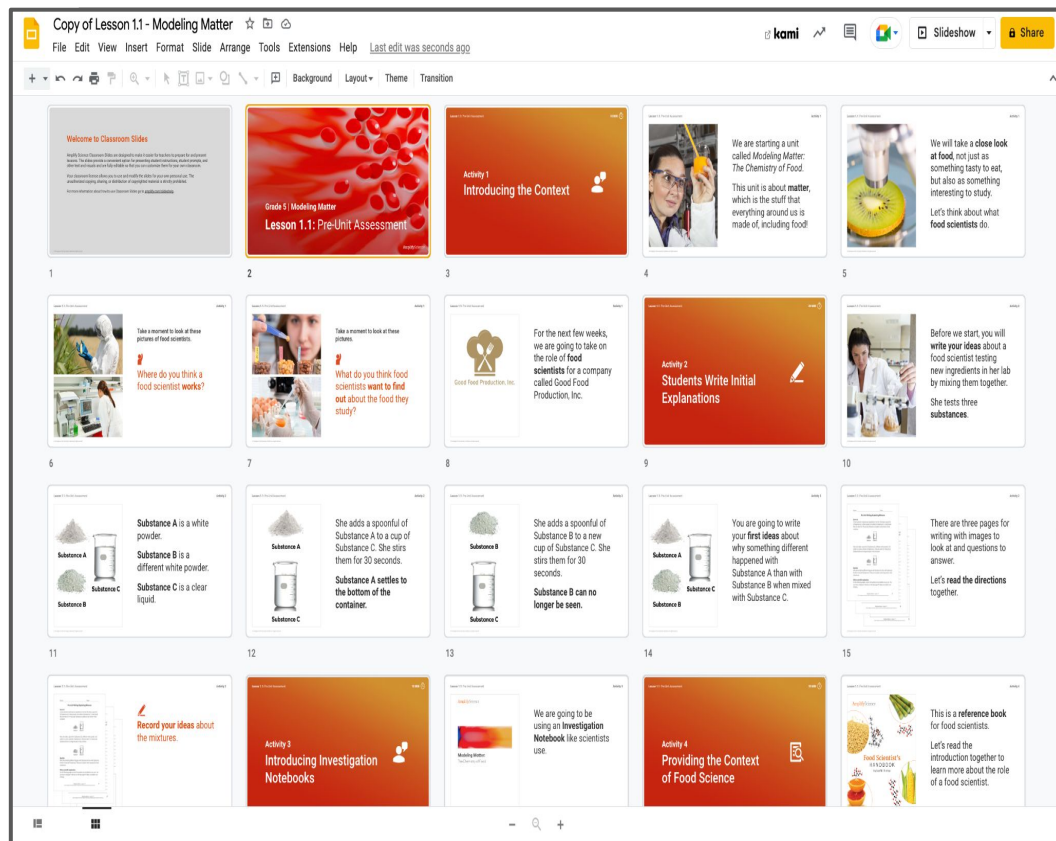 Copy of Lesson 1.1 - Modeling Matter
File Edit View Insert Format Slide Arrange Tools Extensions Help Last edit was seconds ago
kami
Slideshow
Share
Background Layout Theme Transition
Welcome to Classroom Slides
1
Grade 5 | Modeling Matter
Lesson 1.1: Pre-Unit Assessment
2
Activity 1
Introducing the Context
3
We are starting a unit
called Modeling Matter:
The Chemistry of Food.
This unit is about matter,
which is the stuff that
everything around us is
made of, including food!
4
We will take a close look
at food, not just as
something tasty to eat,
but also as something
interesting to study.
Let's think about what
food scientists do.
5
Take a moment to look at these
pictures of food scientists.
Where do you think a
food scientist works?
6
Take a moment to look at these
pictures.
What do you think food
scientists want to find
out about the food they
study?
7
Good Food Production, Inc.
For the next few weeks,
we are going to take on
the role of food
scientists for a company
called Good Food
Production, Inc.
8
Activity 2
Students Write Initial
Explanations
9
Before we start, you will
write your ideas about a
food scientist testing
new ingredients in her lab
by mixing them together.
She tests three
substances.
10
Substance A
Substance B
Substance C
Substance A is a white
powder.
Substance B is a
different white powder.
Substance C is a clear
liquid.
11
Substance A
Substance C
She adds a spoonful of
Substance A to a cup of
Substance C. She stirs
them for 30 seconds.
Substance A settles to
the bottom of the
container.
12
Substance B
Substance C
She adds a spoonful of
Substance B to a new
cup of Substance C. She
stirs them for 30
seconds.
Substance B can no
longer be seen.
13
Substance A
Substance B
Substance C
You are going to write
your first ideas about
why something different
happened with
Substance A than with
Substance B when mixed
with Substance C.
14
There are three pages for
writing with images to
look at and questions to
answer.
Let's read the directions
together.
15
Record your ideas about
the mixtures.
Activity 3
Introducing Investigation
Notebooks
Modeling Matter:
We are going to be
using an Investigation
Notebook like scientists
use.
Activity 4
Providing the Context
of Food Science
Food Scientist's
HANDBOOK
This is a reference book
for food scientists.
Let's read the
introduction together to
learn more about the role
of a food scientist.